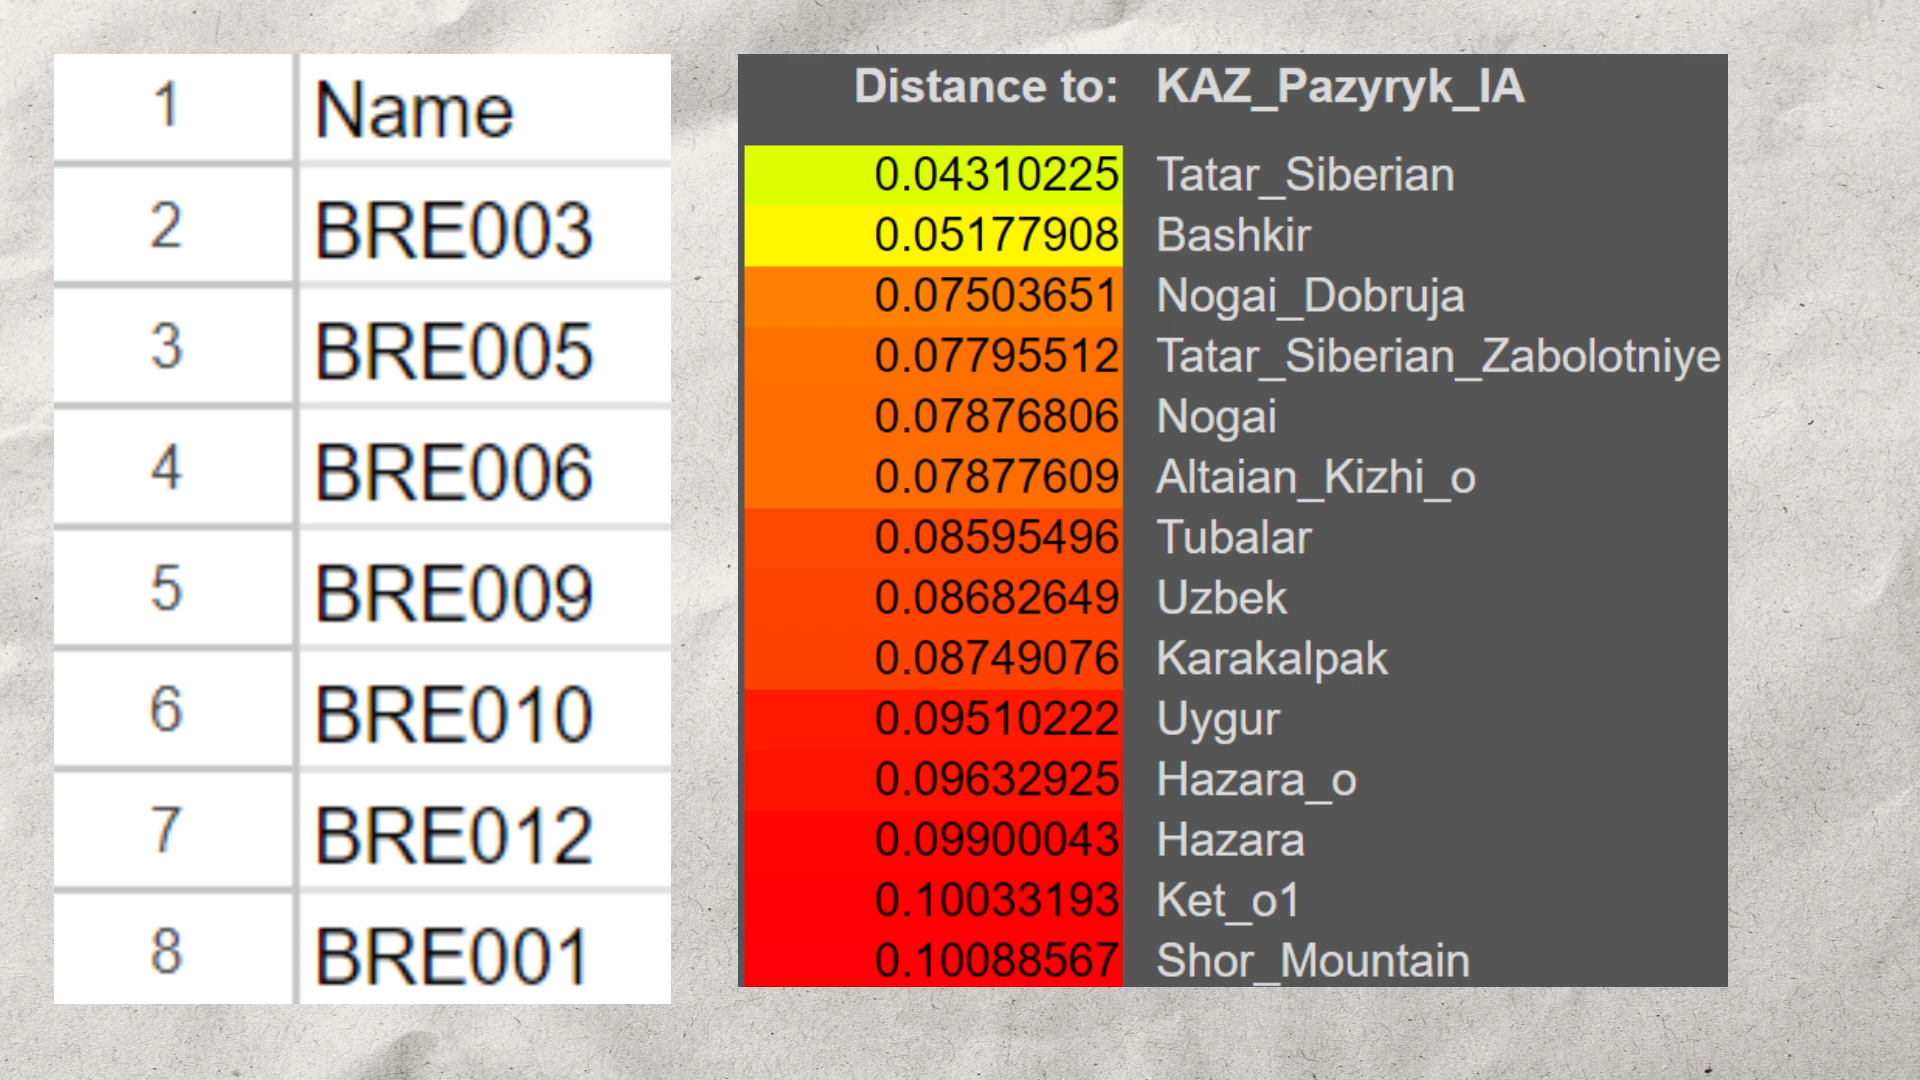 1 Name
2 BRE003
3 BRE005
4 BRE006
5 BRE009
6 BRE010
7 BRE012
8 BRE001
Distance to: KAZ_Pazyryk_IA
0.04310225 Tatar_Siberian
0.05177908 Bashkir
0.07503651 Nogai_Dobruja
0.07795512 Tatar_Siberian_Zabolotniye
0.07876806 Nogai
0.07877609 Altaian_Kizhi_o
0.08595496 Tubalar
0.08682649 Uzbek
0.08749076 Karakalpak
0.09510222 Uygur
0.09632925 Hazara_o
0.09900043 Hazara
0.10033193 Ket_o1
0.10088567 Shor_Mountain